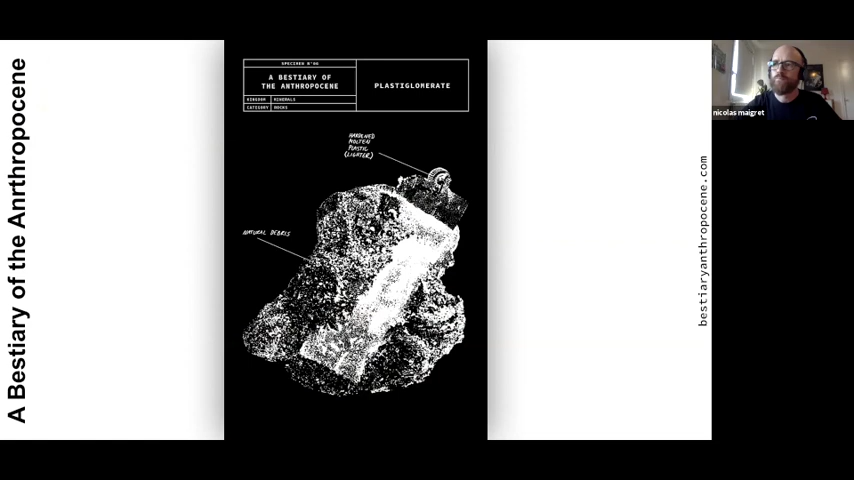 A Bestiary of the Anrthropocene
SPECIMEN N°06
A BESTIARY OF
THE ANTHROPOCENE
PLASTIGLOMERATE
KINGDOM MINERALS
CATEGORY ROCKS
HARDENED
MOLTEN
PLASTIC
(LIGHTER)
NATURAL DEBRIS
bestiaryanthropocene.com
nicolas maigret